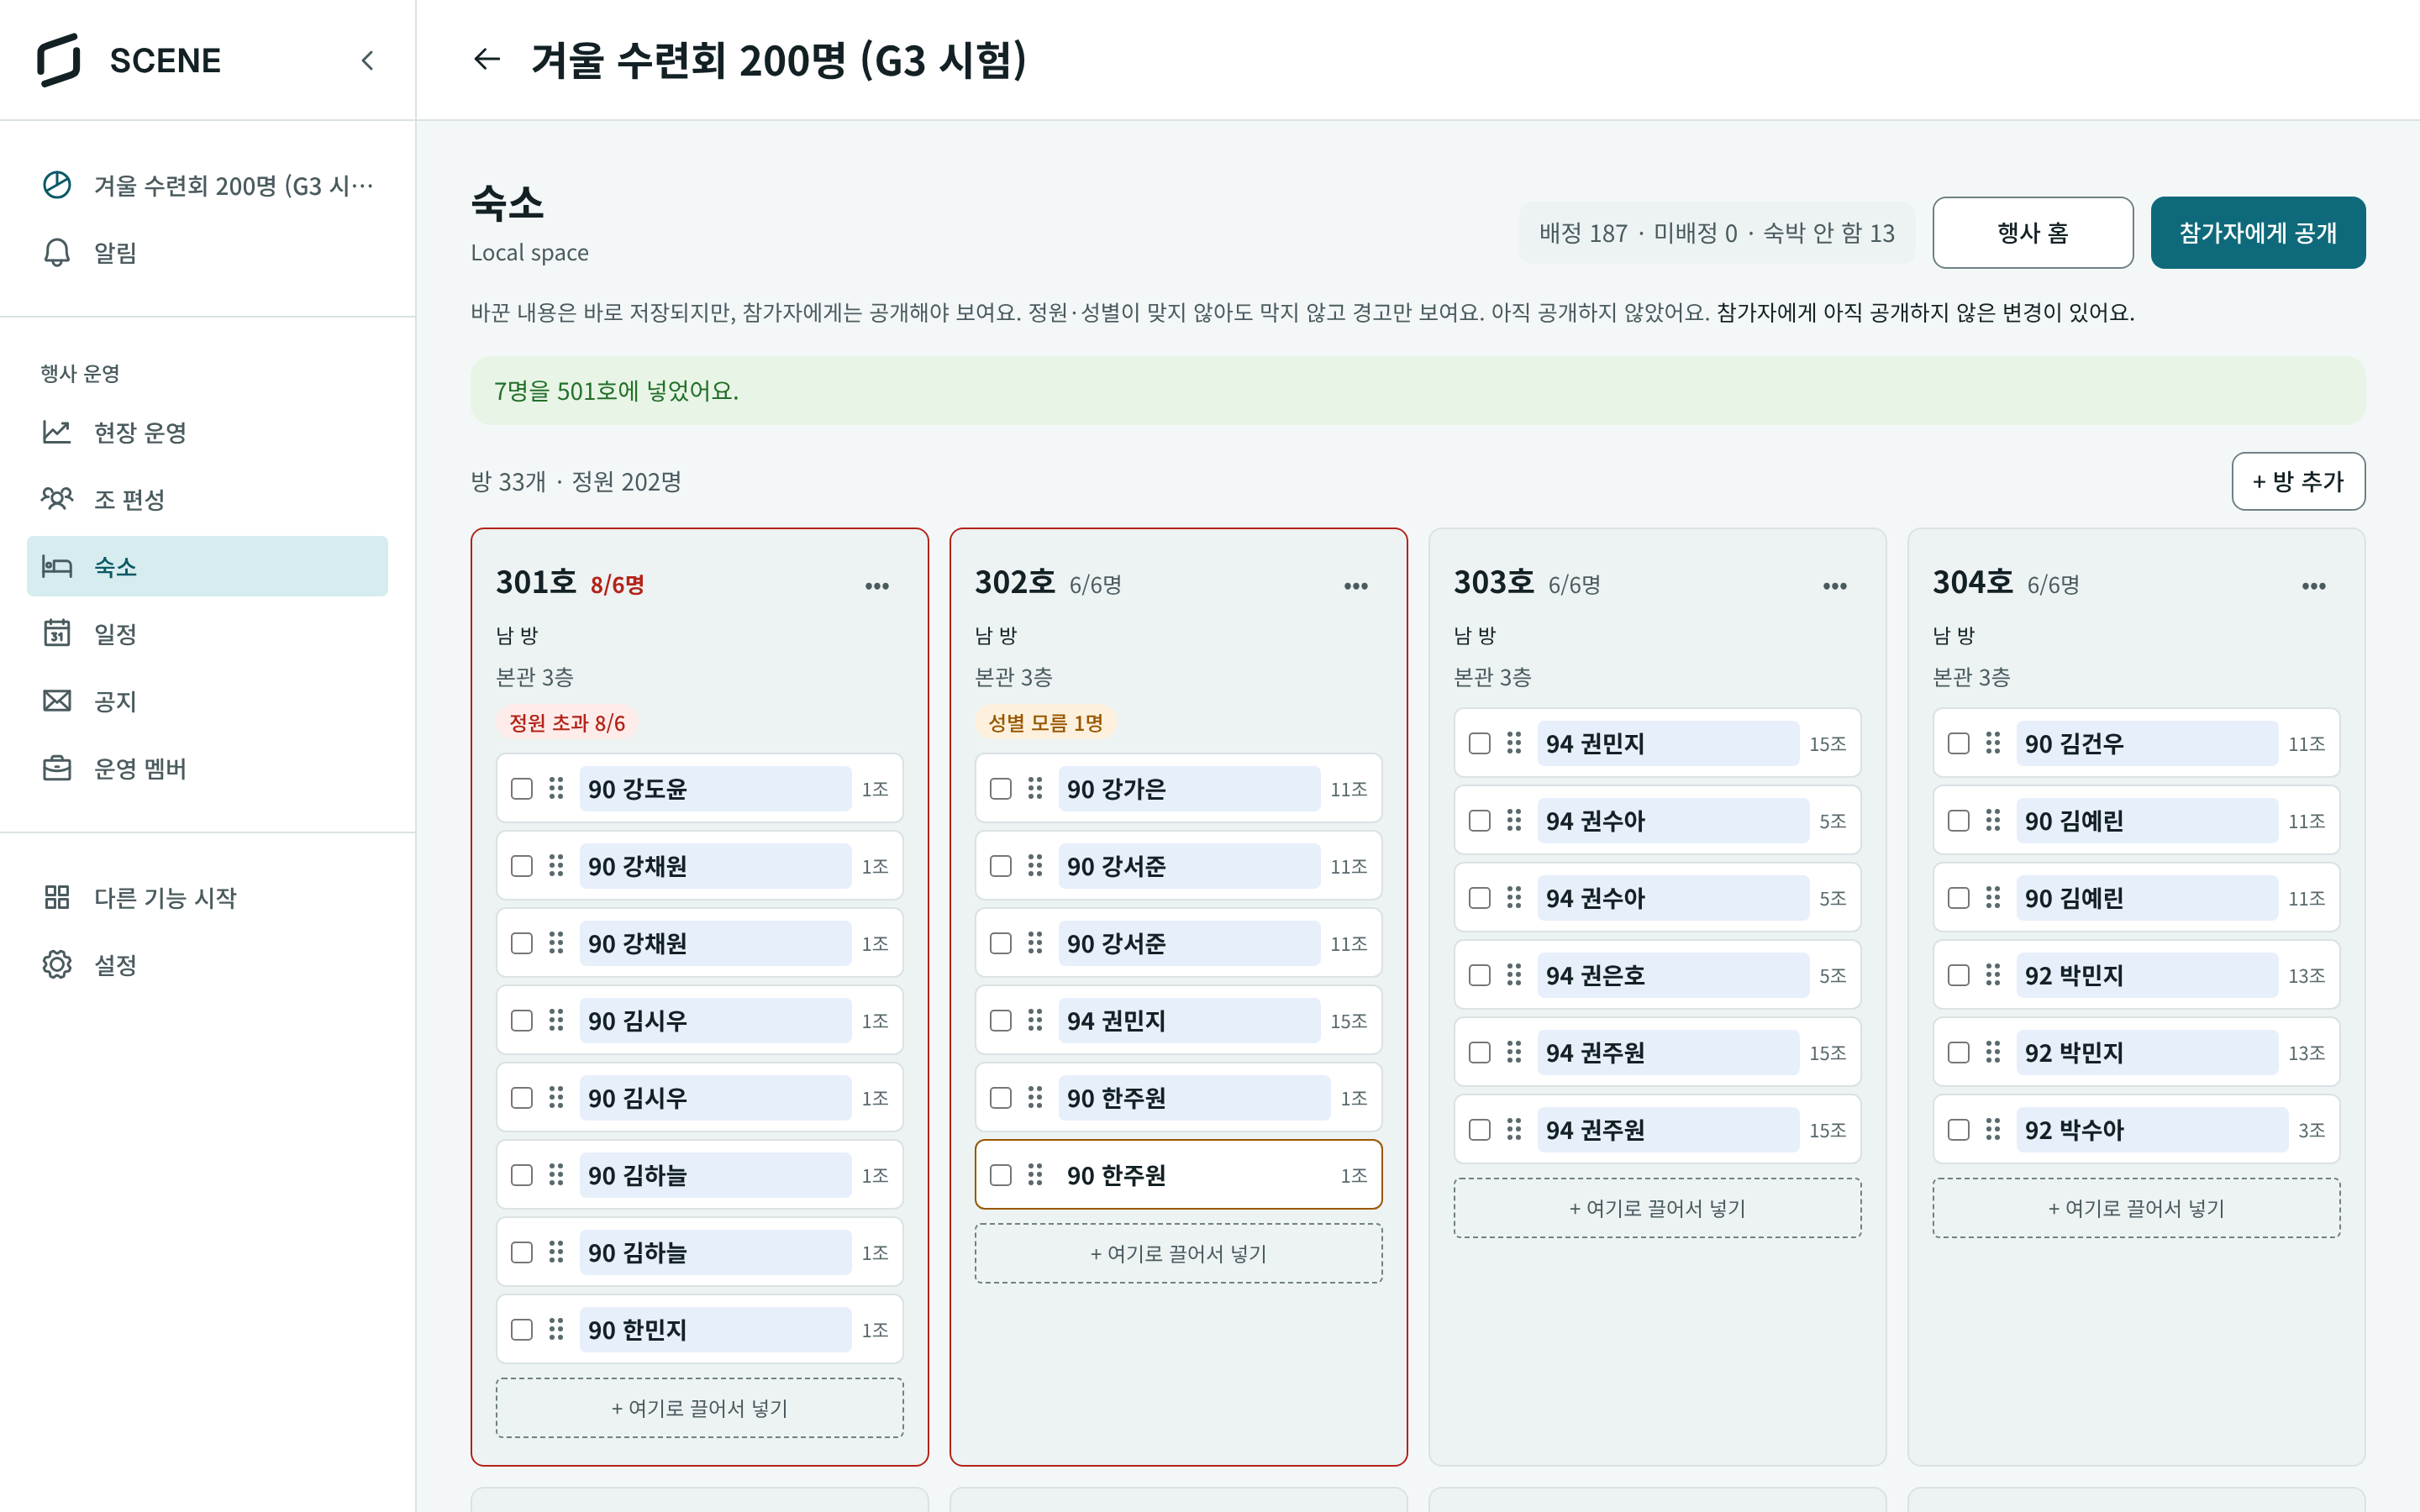 SCENE
겨울 수련회 200명 (G3 시험)
겨울 수련회 200명 (G3 시…
알림
행사 운영
현장 운영
조 편성
숙소
일정
공지
운영 멤버
다른 기능 시작
설정
숙소
Local space
배정 187 · 미배정 0 · 숙박 안 함 13
행사 홈
참가자에게 공개
바꾼 내용은 바로 저장되지만, 참가자에게는 공개해야 보여요. 정원·성별이 맞지 않아도 막지 않고 경고만 보여요. 아직 공개하지 않았어요. 참가자에게 아직 공개하지 않은 변경이 있어요.
7명을 501호에 넣었어요.
방 33개 · 정원 202명
+ 방 추가
301호 8/6명
남 방
본관 3층
정원 초과 8/6
90 강도윤 1조
90 강채원 1조
90 강채원 1조
90 김시우 1조
90 김시우 1조
90 김하늘 1조
90 김하늘 1조
90 한민지 1조
+ 여기로 끌어서 넣기
302호 6/6명
남 방
본관 3층
성별 모름 1명
90 강가은 11조
90 강서준 11조
90 강서준 11조
94 권민지 15조
90 한주원 1조
90 한주원 1조
+ 여기로 끌어서 넣기
303호 6/6명
남 방
본관 3층
94 권민지 15조
94 권수아 5조
94 권수아 5조
94 권은호 5조
94 권주원 15조
94 권주원 15조
+ 여기로 끌어서 넣기
304호 6/6명
남 방
본관 3층
90 김건우 11조
90 김예린 11조
90 김예린 11조
92 박민지 13조
92 박민지 13조
92 박수아 3조
+ 여기로 끌어서 넣기